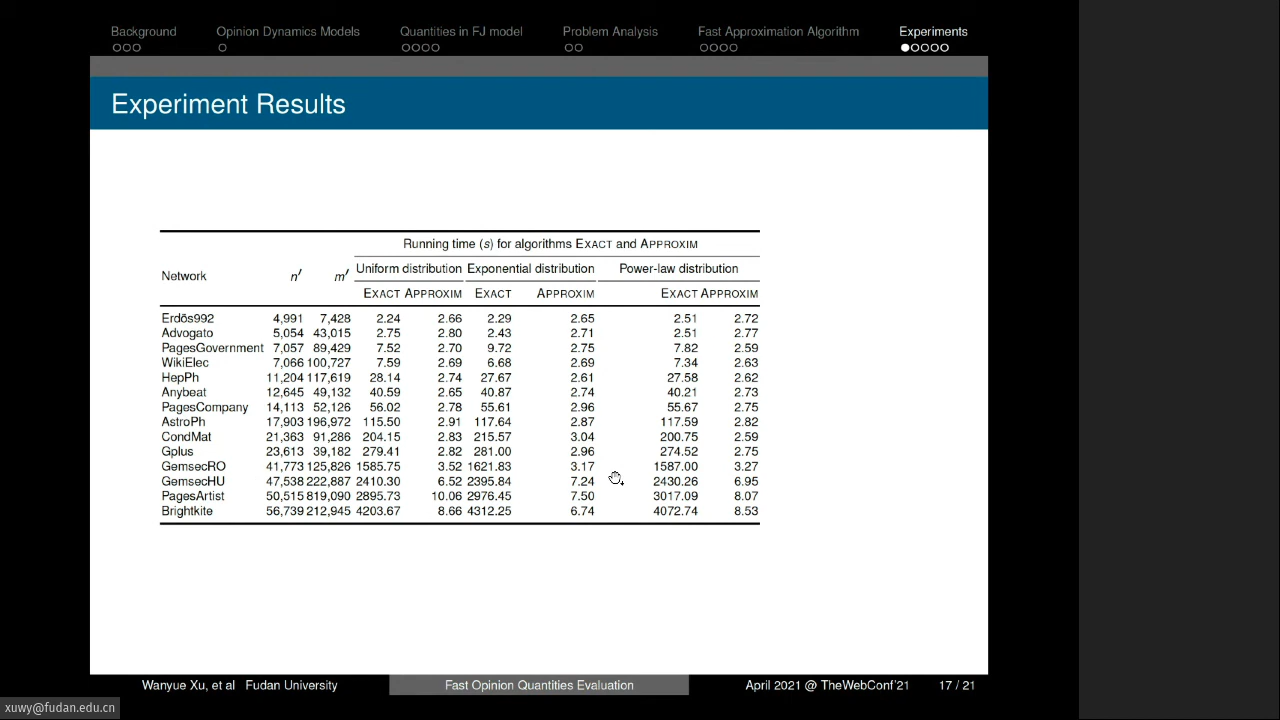 Background Opinion Dynamics Models Quantities in FJ model Problem Analysis Fast Approximation Algorithm Experiments
Experiment Results
Running time (s) for algorithms EXACT and APPROXIM
Network n′ m′ Uniform distribution Exponential distribution Power-law distribution
EXACT APPROXIM EXACT APPROXIM EXACT APPROXIM
Erdös992 4,991 7,428 2.24 2.66 2.29 2.65 2.51 2.72
Advogato 5,054 43,015 2.75 2.80 2.43 2.71 2.51 2.77
PagesGovernment 7,057 89,429 7.52 2.70 9.72 2.75 7.82 2.59
WikiElec 7,066 100,727 7.59 2.69 6.68 2.69 7.34 2.63
HepPh 11,204 117,619 28.14 2.74 27.67 2.61 27.58 2.62
Anybeat 12,645 49,132 40.59 2.65 40.87 2.74 40.21 2.73
PagesCompany 14,113 52,126 56.02 2.78 55.61 2.96 55.67 2.75
AstroPh 17,903 196,972 115.50 2.91 117.64 2.87 117.59 2.82
CondMat 21,363 91,286 204.15 2.83 215.57 3.04 200.75 2.59
Gplus 23,613 39,182 279.41 2.82 281.00 2.96 274.52 2.75
GemsecRO 41,773 125,826 1585.75 3.52 1621.83 3.17 1587.00 3.27
GemsecHU 47,538 222,887 2410.30 6.52 2395.84 7.24 2430.26 6.95
PagesArtist 50,515 819,090 2895.73 10.06 2976.45 7.50 3017.09 8.07
Brightkite 56,739 212,945 4203.67 8.66 4312.25 6.74 4072.74 8.53
Wanyue Xu, et al Fudan University Fast Opinion Quantities Evaluation April 2021 @ TheWebConf'21 17 / 21
xuwy@fudan.edu.cn